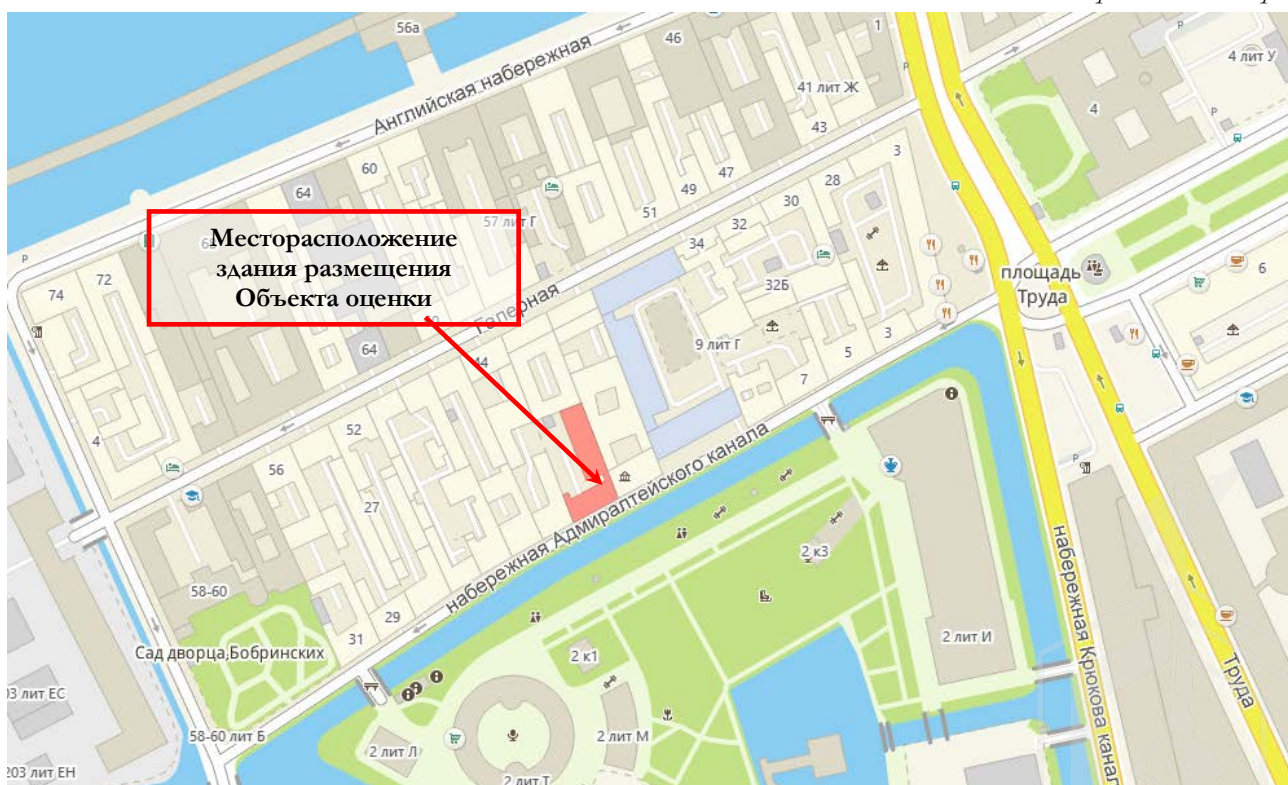 56а
46
1
4 лит У
Английская набережная
41 лит Ж
4
60
43
3
64
47
28
49
30
51
57 лит Г
32
34
Месторасположение
здания размещения
Объекта оценки
72
74
32Б
площадь
Труда
6
Галерная
64
9 лит Г
3
5
44
7
52
4
56
27
набережная Адмиралтейского канала
2 к3
58-60
29
31
Сад дворца,Бобринских
2 к1
2 лит И
набережная Крюкова канал
Труда
03 лит ЕС
58-60 лит Б
2 лит Л
2 лит М
203 лит ЕН
2 лит Т